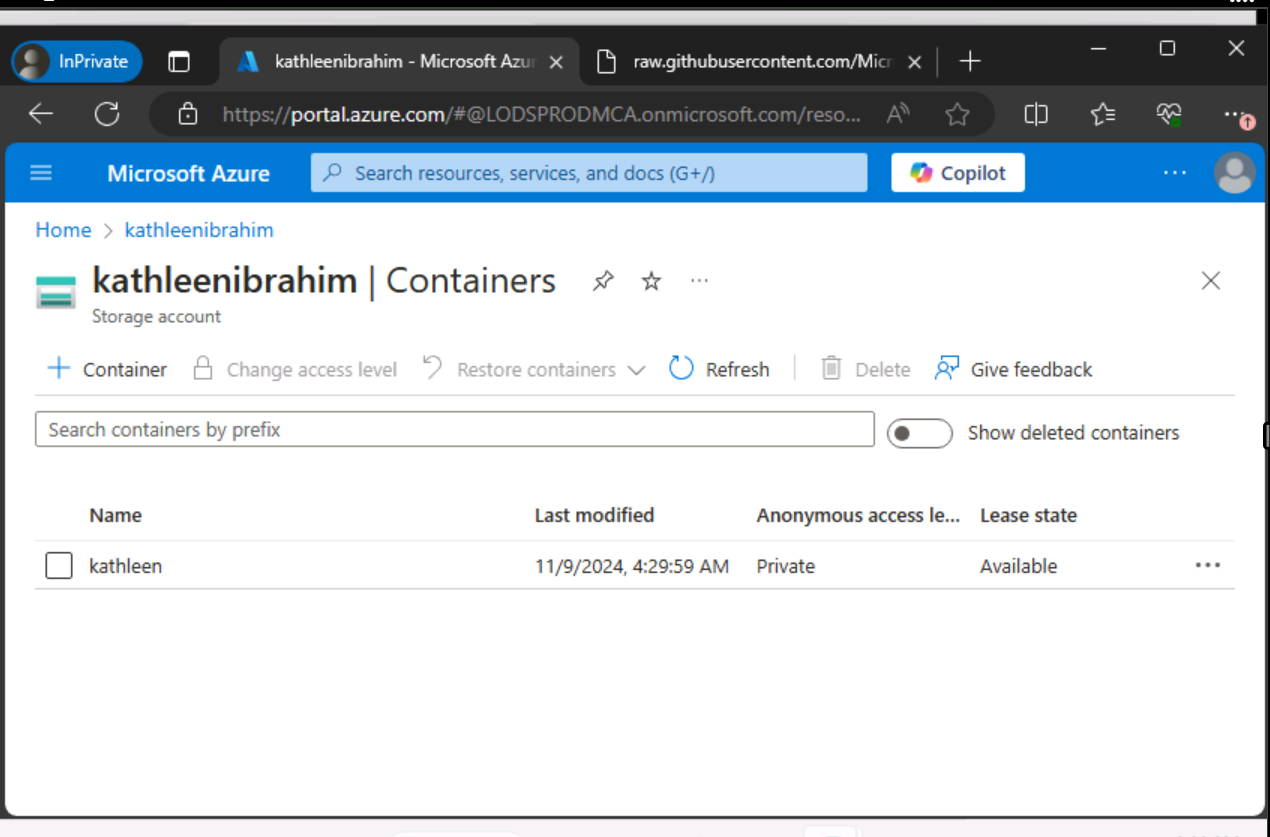 InPrivate
kathleenibrahim - Microsoft Azur
raw.githubusercontent.com/Micr
https://portal.azure.com/#@LODSPRODMCA.onmicrosoft.com/reso...
Microsoft Azure
Search resources, services, and docs (G+/)
Copilot
Home > kathleenibrahim
kathleenibrahim | Containers
Storage account
Container Change access level Restore containers Refresh Delete Give feedback
Search containers by prefix
Show deleted containers
Name Last modified Anonymous access le... Lease state
kathleen 11/9/2024, 4:29:59 AM Private Available